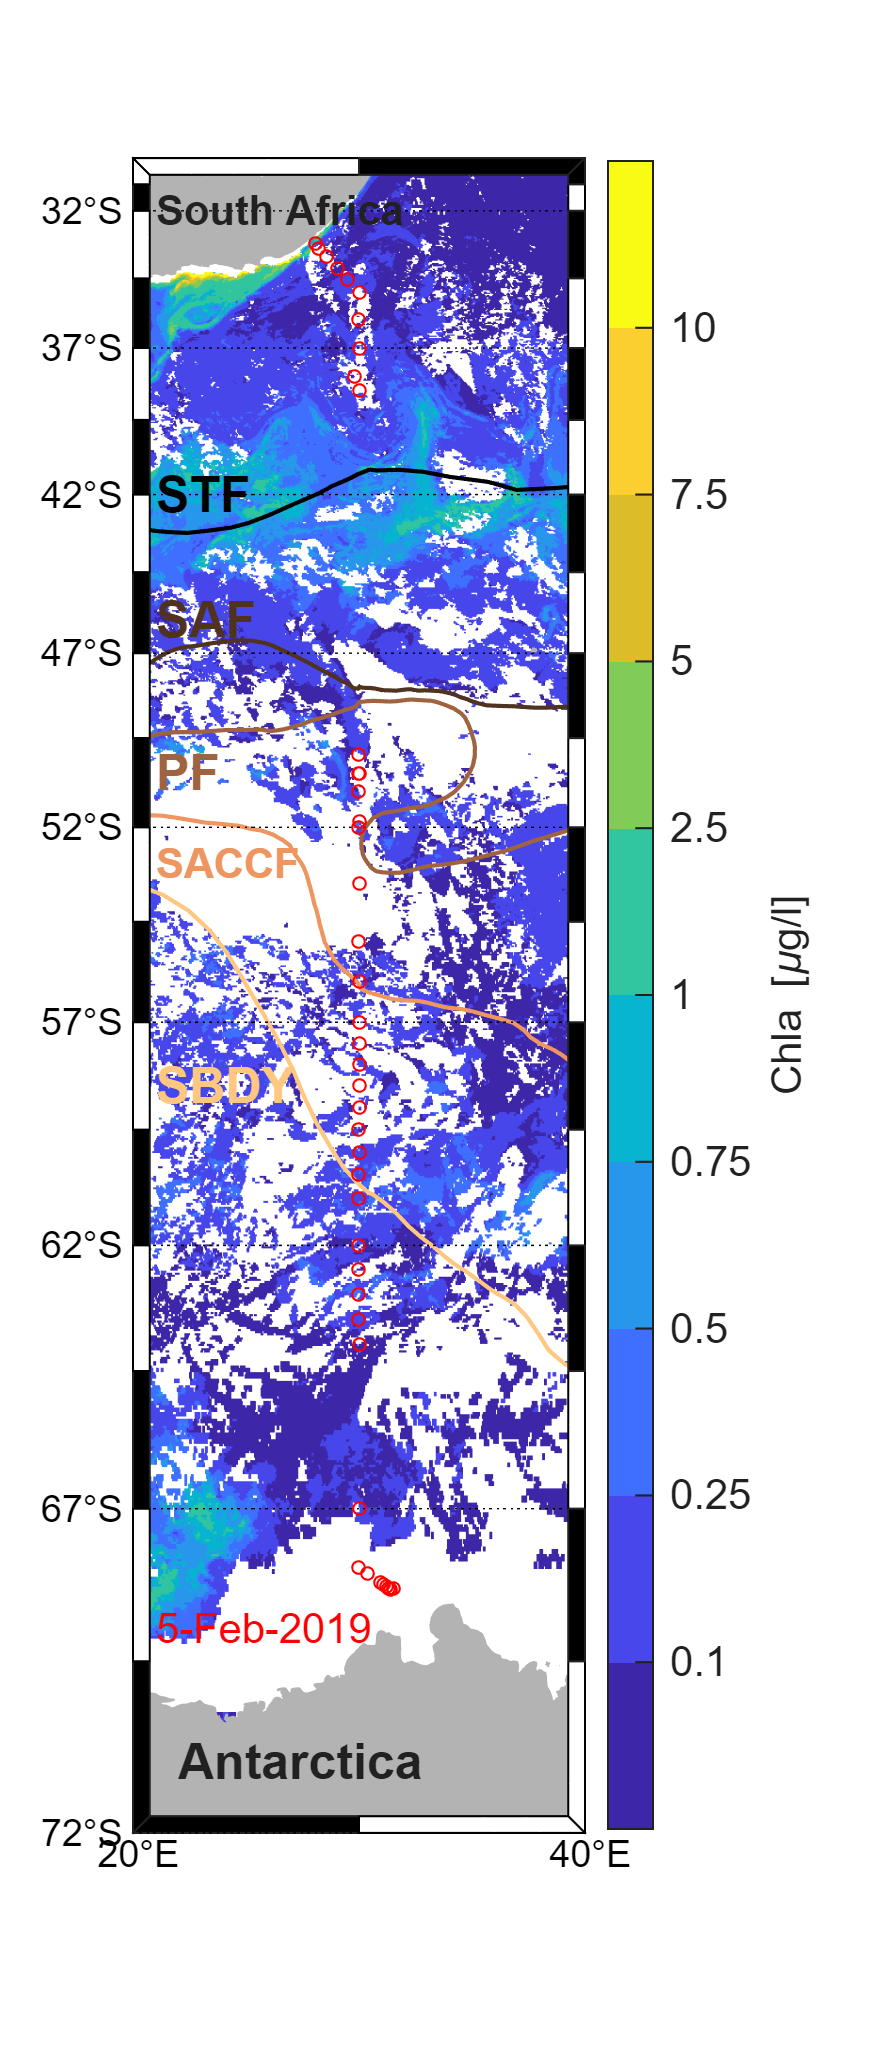 32°S
South Africa
37°S
42°S
STF
SAF
47°S
PF
52°S
SACCF
57°S
SBDY
62°S
67°S
5-Feb-2019
Antarctica
72°S
20°E
40°E
10
7.5
5
2.5
1
0.75
0.5
0.25
0.1
Chla [µg/l]